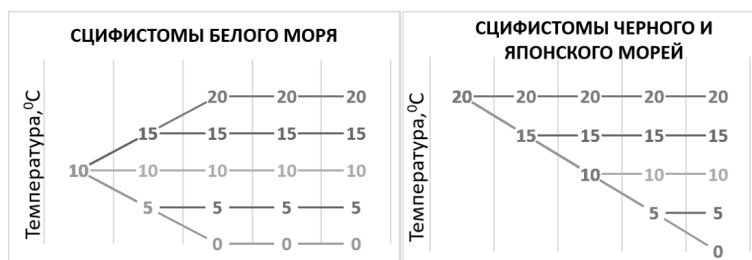 СЦИФИСТОМЫ БЕЛОГО МОРЯ
Температура,⁰С
20 20 20
15 15 15 15
10 10 10 10 10
5 5 5 5
0 0 0
СЦИФИСТОМЫ ЧЕРНОГО И
ЯПОНСКОГО МОРЕЙ
Температура,⁰С
20 20 20 20 20
15 15 15 15
10 10 10
5 5
0